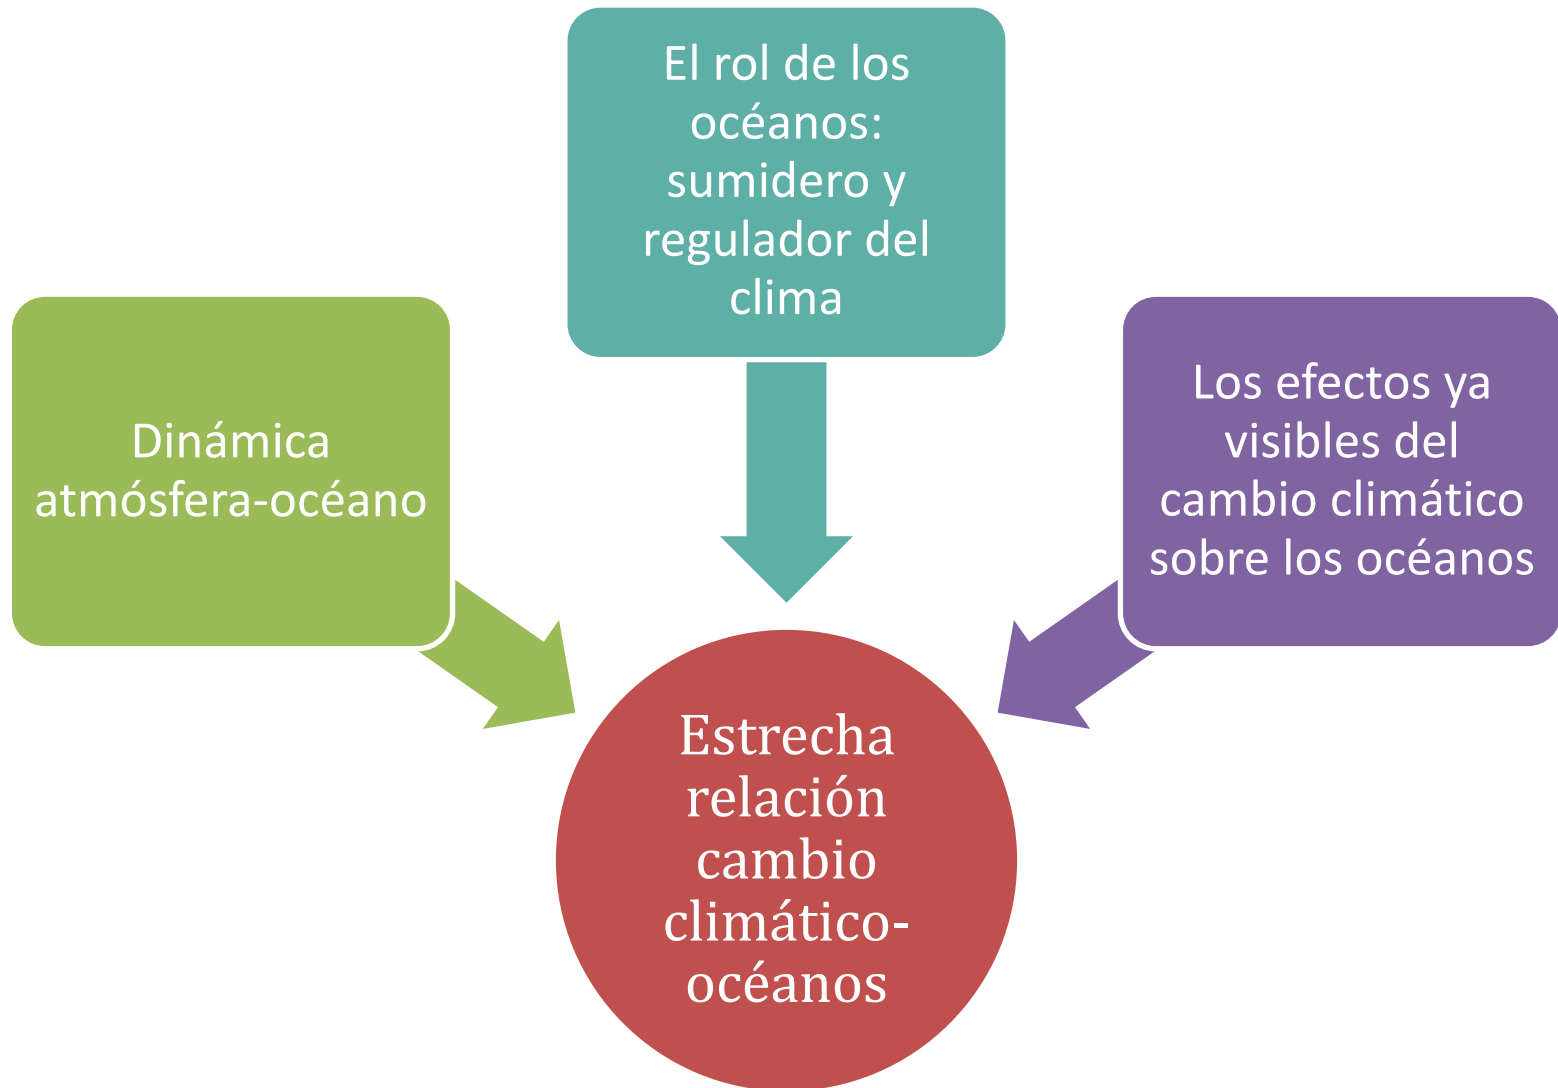 El rol de los
océanos:
sumidero y
regulador del
clima
Dinámica
atmósfera-océano
Los efectos ya
visibles del
cambio climático
sobre los océanos
Estrecha
relación
cambio
climático-
océanos